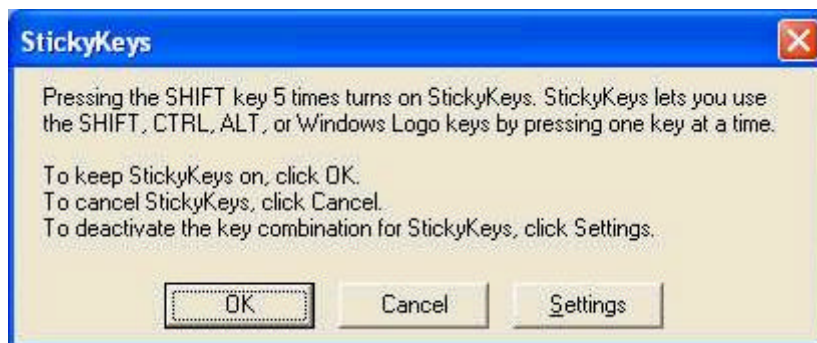 StickyKeys
Pressing the SHIFT key 5 times turns on StickyKeys. StickyKeys lets you use
the SHIFT, CTRL, ALT, or Windows Logo keys by pressing one key at a time.
To keep StickyKeys on, click OK.
To cancel StickyKeys, click Cancel.
To deactivate the key combination for StickyKeys, click Settings.
OK Cancel Settings